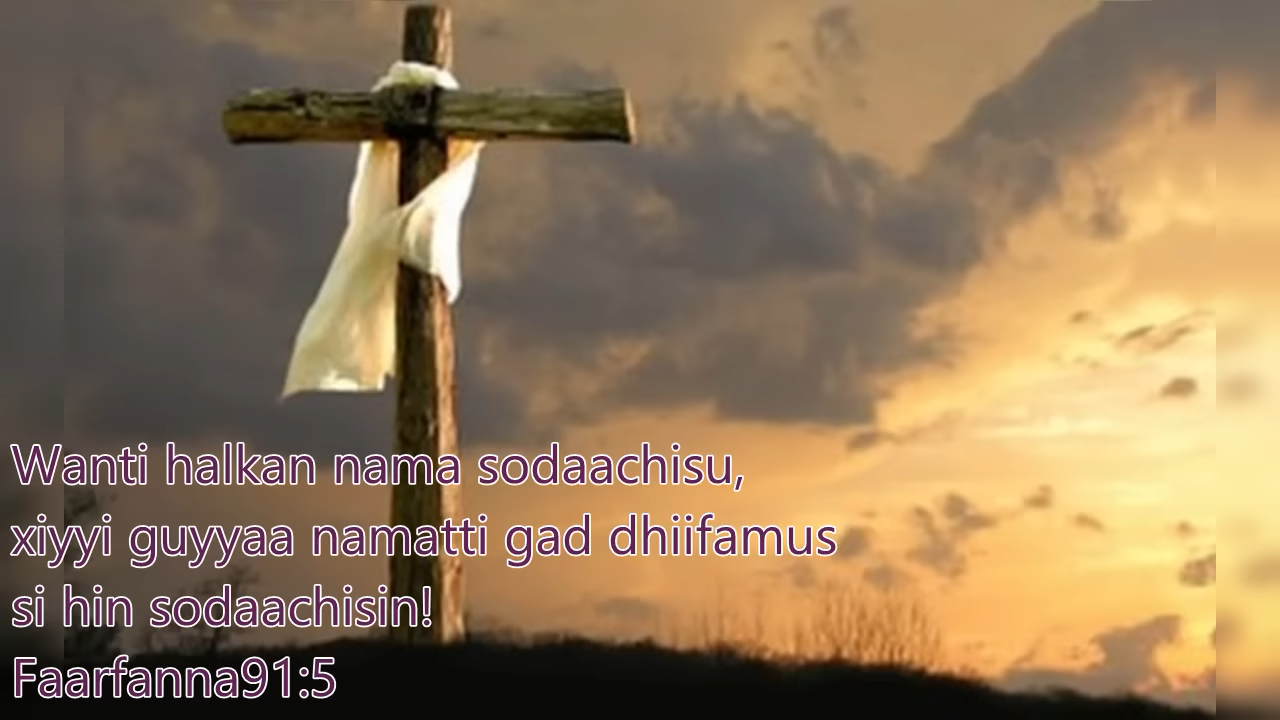 Wanti halkan nama sodaachisu,
xiyyi guyyaa namatti gad dhiifamus
si hin sodaachisin!
Faarfanna91:5